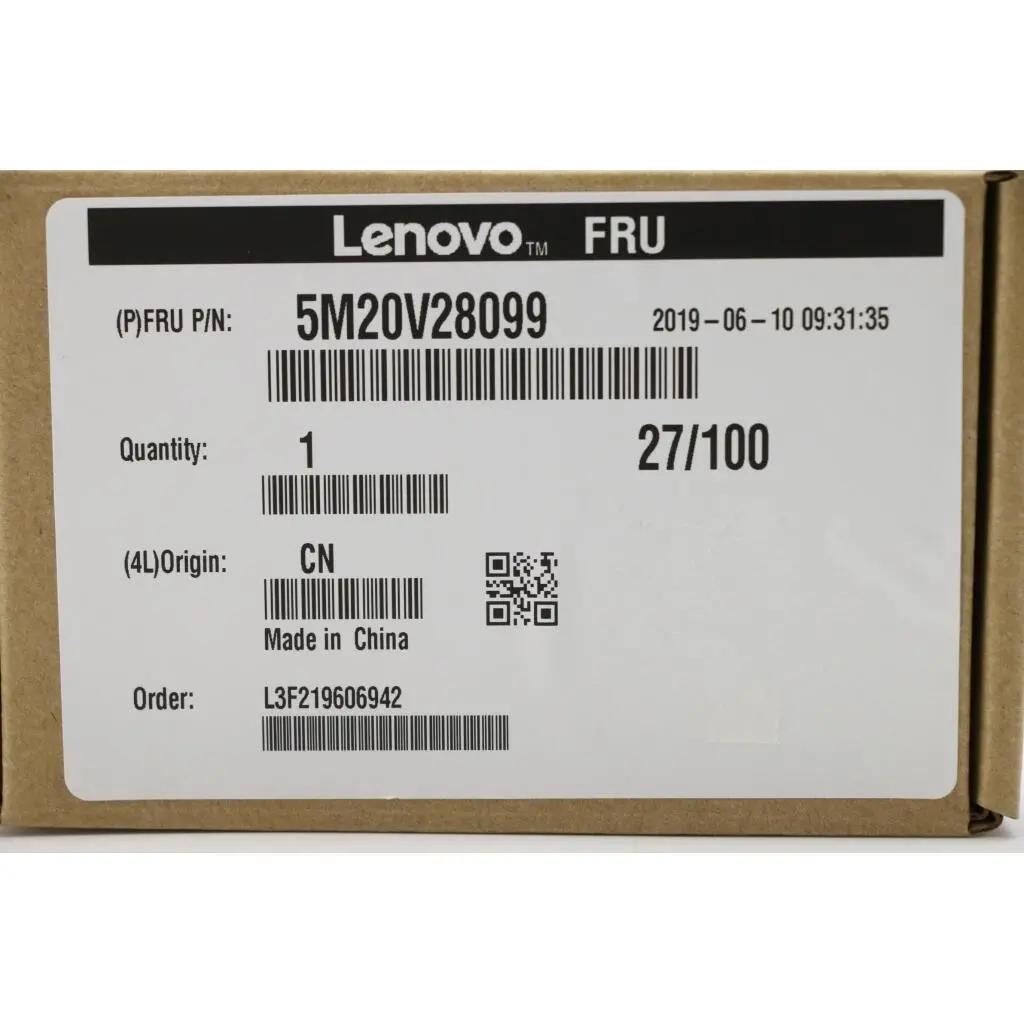 Lenovo™ FRU
(P)FRU P/N: 5M20V28099 2019-06-10 09:31:35
Quantity: 1 27/100
(4L)Origin: CN
Made in China
Order: L3F219606942